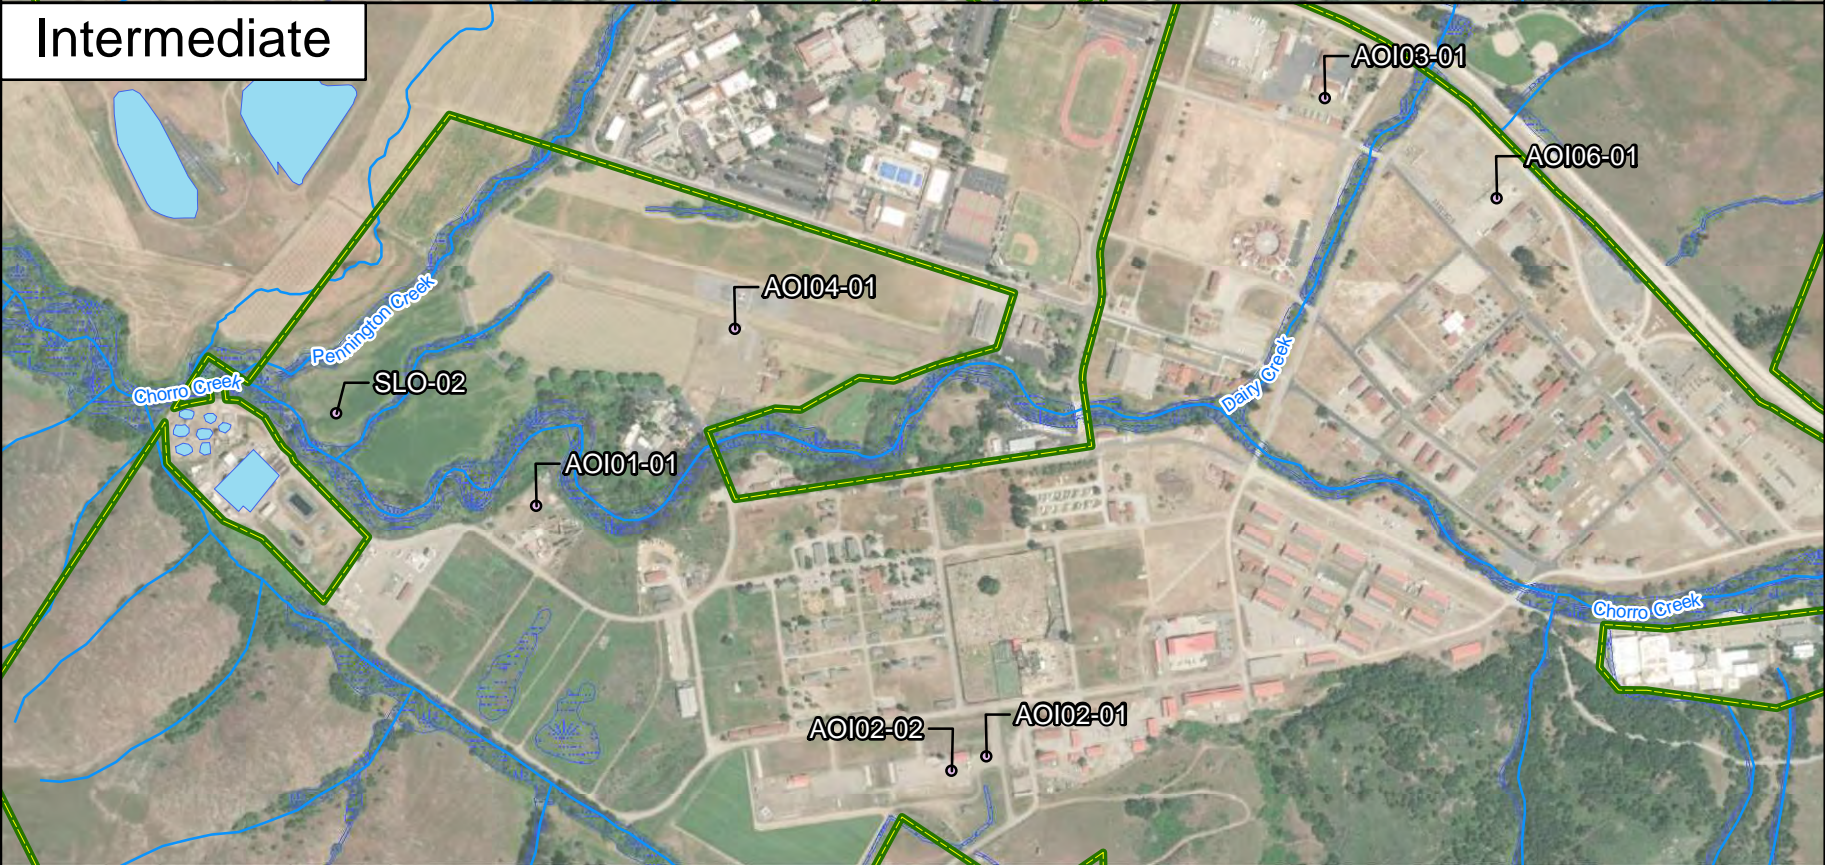 Intermediate
AOI03-01
AOI06-01
AOI04-01
Pennington Creek
Chorro Creek
SLO-02
Dairy Creek
AOI01-01
Chorro Creek
AOI02-02
AOI02-01